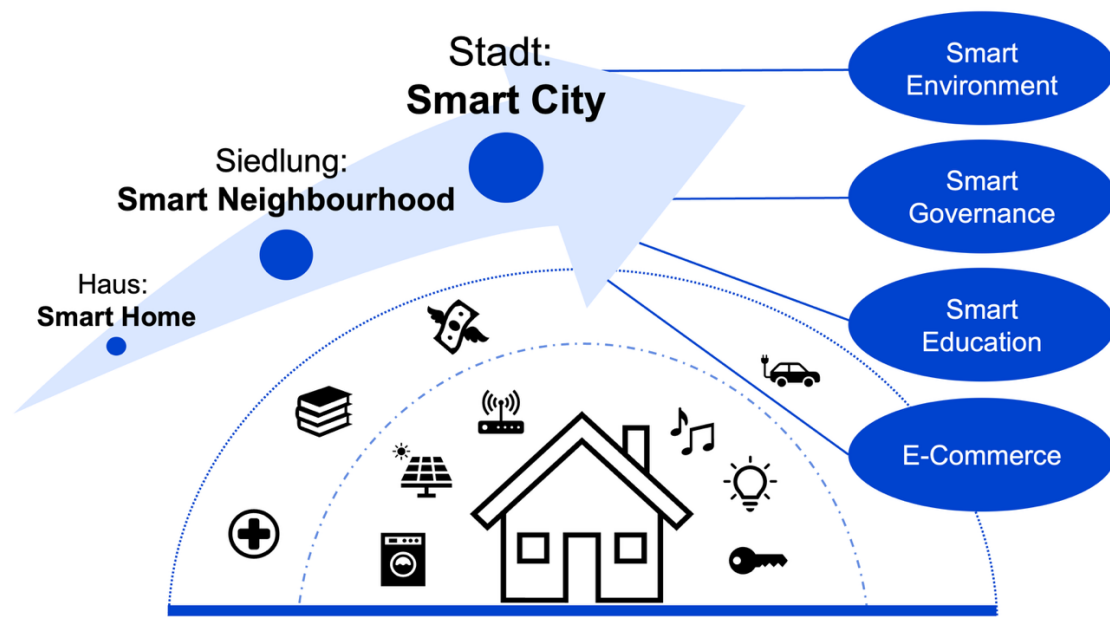 Stadt:
Smart City
Siedlung:
Smart Neighbourhood
Haus:
Smart Home
Smart
Environment
Smart
Governance
Smart
Education
E-Commerce